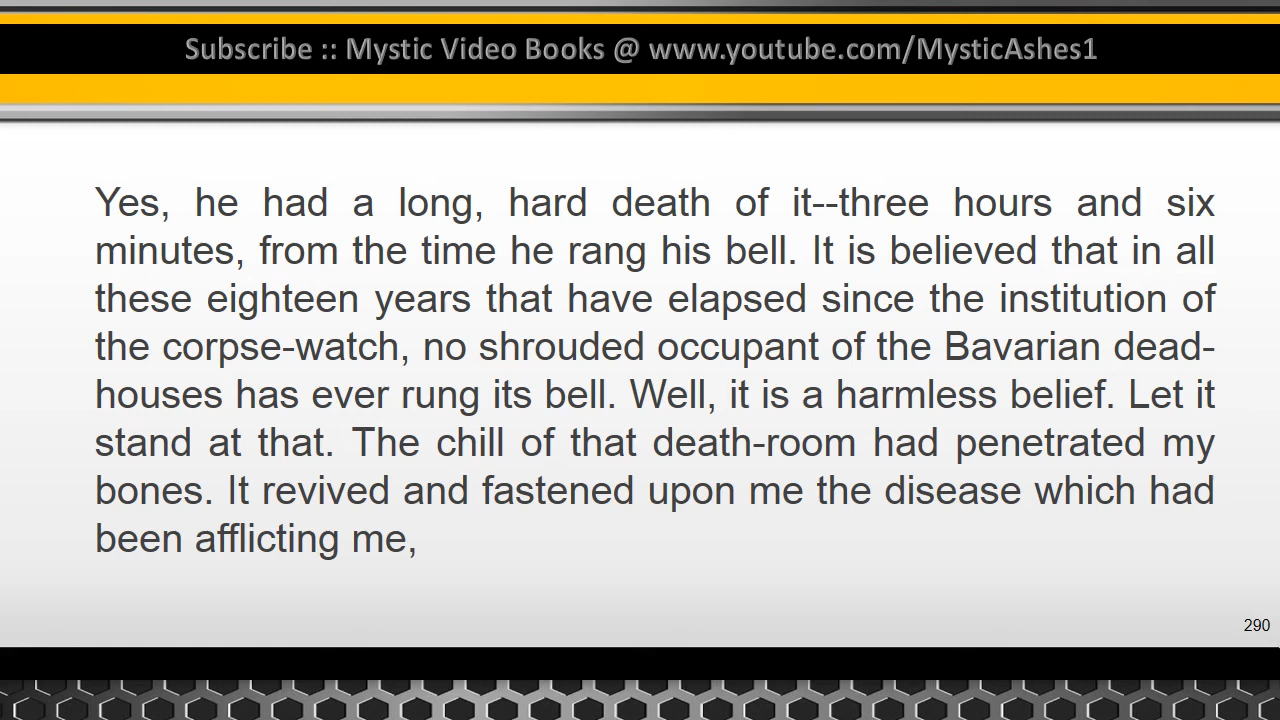 Subscribe :: Mystic Video Books @ www.youtube.com/MysticAshes1
Yes, he had a long, hard death of it--three hours and six
minutes, from the time he rang his bell. It is believed that in all
these eighteen years that have elapsed since the institution of
the corpse-watch, no shrouded occupant of the Bavarian dead-
houses has ever rung its bell. Well, it is a harmless belief. Let it
stand at that. The chill of that death-room had penetrated my
bones. It revived and fastened upon me the disease which had
been afflicting me,
290